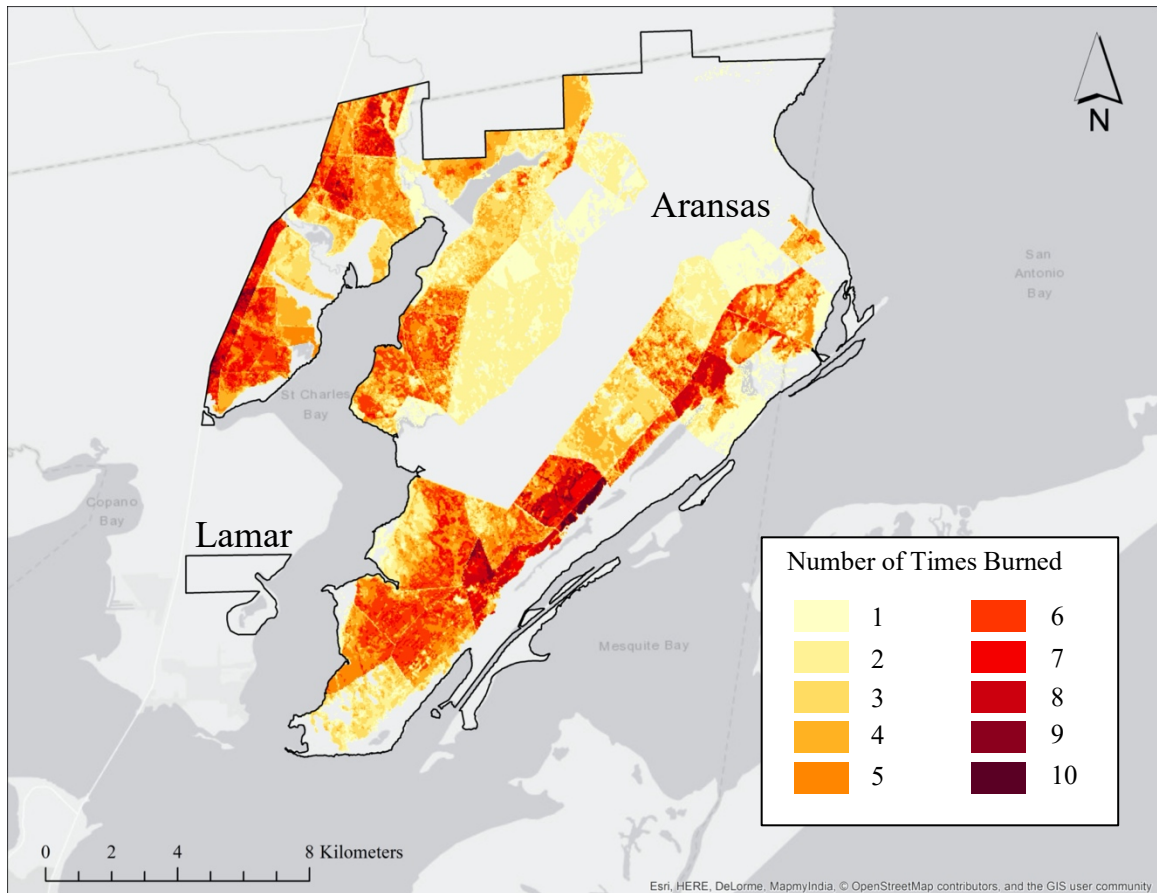 N
Aransas
San
Antonio
Bay
St Charles
Bay
Copano
Bay
Lamar
Mesquite Bay
Number of Times Burned
1 6
2 7
3 8
4 9
5 10
0 2 4 8 Kilometers
Esri, HERE, DeLorme, MapmyIndia, © OpenStreetMap contributors, and the GIS user community